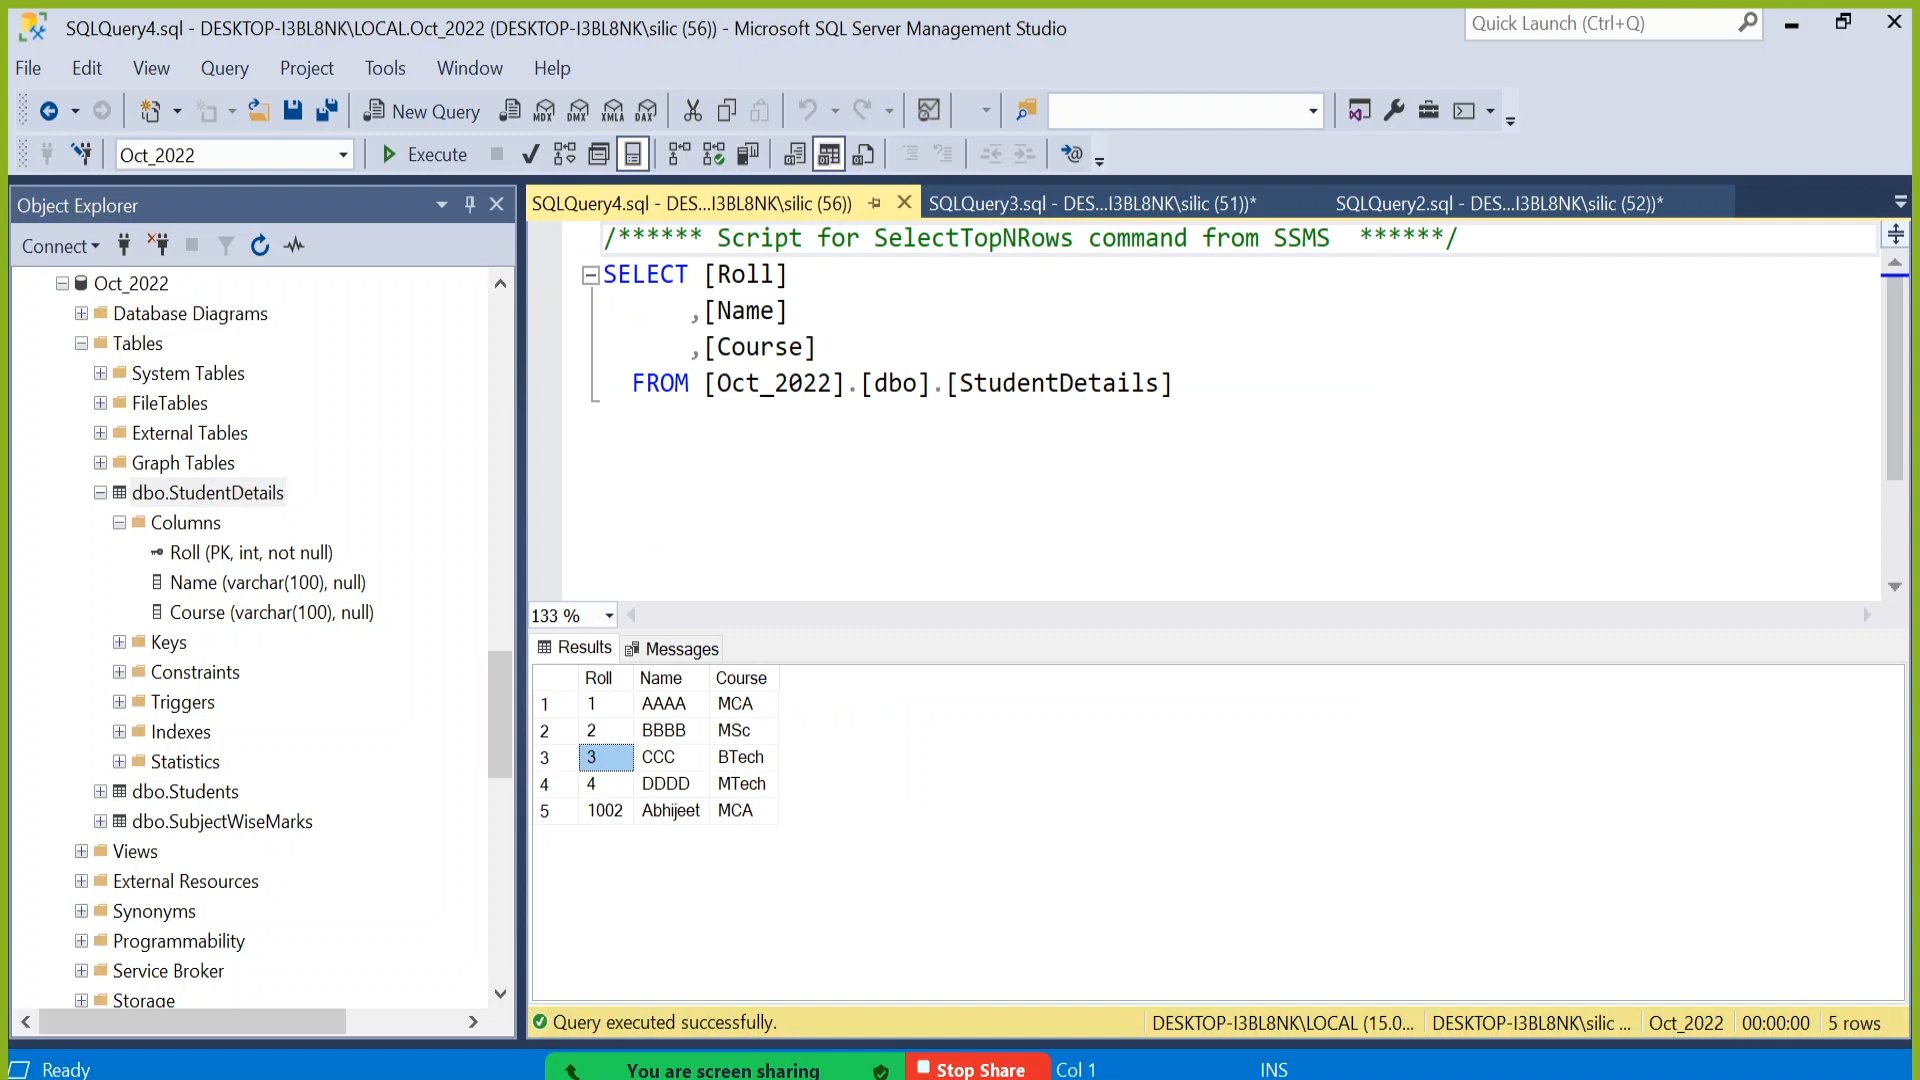 SQLQuery4.sql - DESKTOP-I3BL8NK\LOCAL.Oct_2022 (DESKTOP-I3BL8NK\silic (56)) - Microsoft SQL Server Management Studio
Quick Launch (Ctrl+Q)
File Edit View Query Project Tools Window Help
New Query MDX DMX XMLA DAX
Oct_2022 Execute
Object Explorer
Connect
Oct_2022
Database Diagrams
Tables
System Tables
FileTables
External Tables
Graph Tables
dbo.StudentDetails
Columns
Roll (PK, int, not null)
Name (varchar(100), null)
Course (varchar(100), null)
Keys
Constraints
Triggers
Indexes
Statistics
dbo.Students
dbo.SubjectWiseMarks
Views
External Resources
Synonyms
Programmability
Service Broker
Storage
SQLQuery4.sql - DES...I3BL8NK\silic (56)) SQLQuery3.sql - DES...I3BL8NK\silic (51))* SQLQuery2.sql - DES...I3BL8NK\silic (52))*
/****** Script for SelectTopNRows command from SSMS ******/
SELECT [Roll]
,[Name]
,[Course]
FROM [Oct_2022].[dbo].[StudentDetails]
133 %
Results Messages
Roll Name Course
1 1 AAAA MCA
2 2 BBBB MSc
3 3 CCC BTech
4 4 DDDD MTech
5 1002 Abhijeet MCA
Query executed successfully. DESKTOP-I3BL8NK\LOCAL (15.0... DESKTOP-I3BL8NK\silic ... Oct_2022 00:00:00 5 rows
Ready You are screen sharing Stop Share Col 1 INS